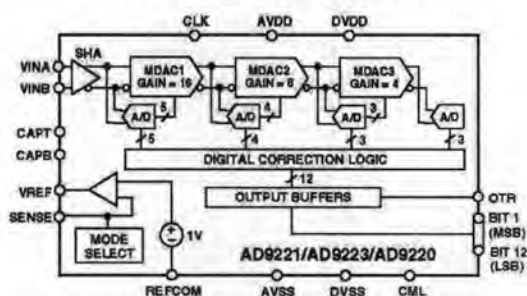 CLK AVDD DVDD
SHA
VINA
VINB
MDAC1
GAIN = 16
MDAC2
GAIN = 8
MDAC3
GAIN = 4
5 4 3
A/D A/D A/D A/D
5 4 3 3
CAPT
CAPB
DIGITAL CORRECTION LOGIC
12
VREF
OUTPUT BUFFERS
OTR
SENSE
BIT 1
(MSB)
MODE
SELECT
1V
AD9221/AD9223/AD9220
BIT 12
(LSB)
REFCOM AVSS DVSS CML